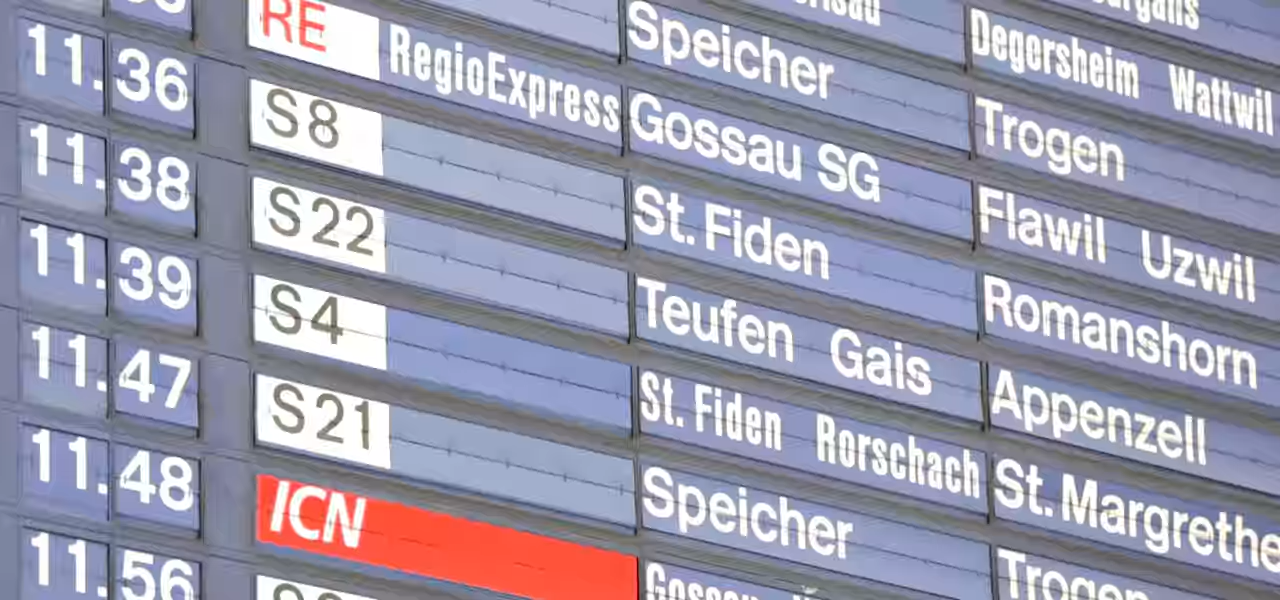 Degersheim Wattwil
Speicher Trogen
RE RegioExpress Gossau SG Flawil Uzwil
11.36 S8 St. Fiden Romanshorn
11.38 S22 Teufen Gais Appenzell
11.39 S4 St. Fiden Rorschach St. Margrethe
11.47 S21 Speicher Trogen
11.48 ICN Gossau
11.56